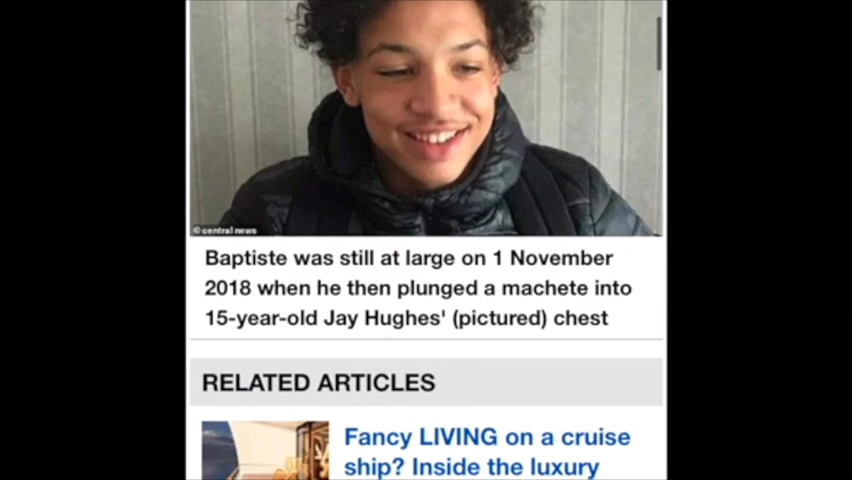 © central news
Baptiste was still at large on 1 November
2018 when he then plunged a machete into
15-year-old Jay Hughes' (pictured) chest
RELATED ARTICLES
Fancy LIVING on a cruise
ship? Inside the luxury